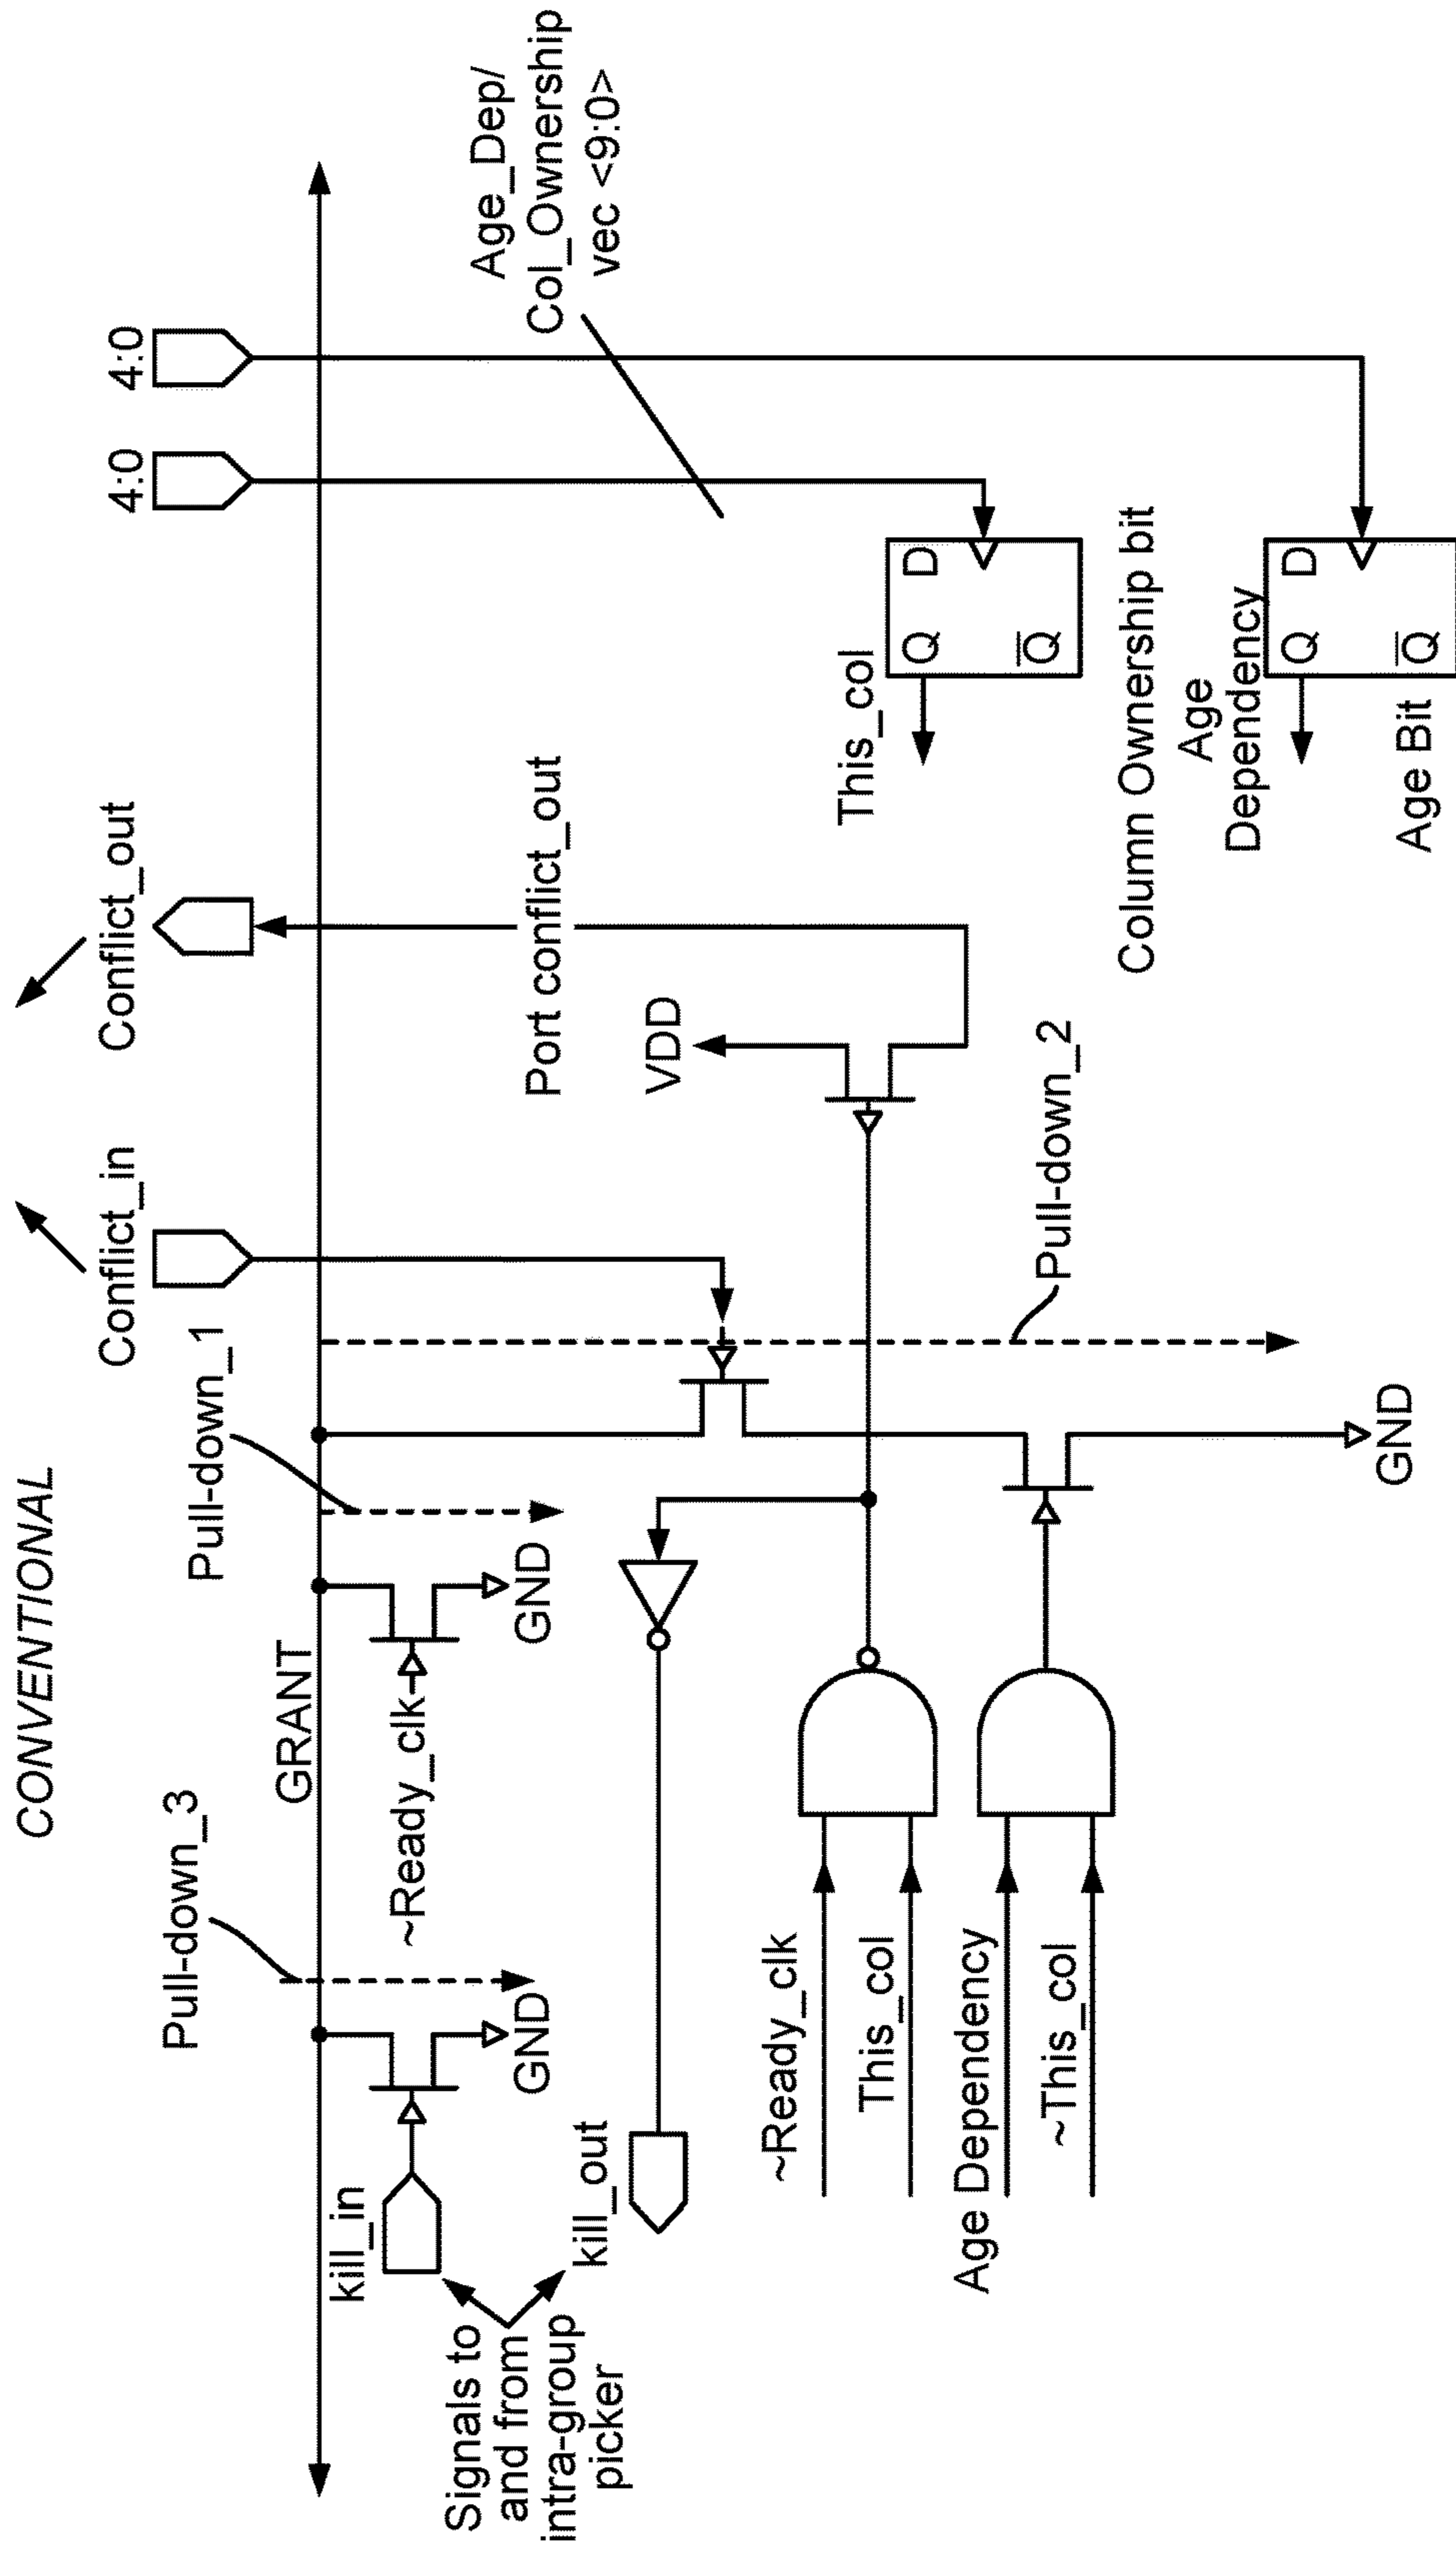 CONVENTIONAL
Conflict_in
Conflict_out
4:0
4:0
Pull-down_3
Pull-down_1
GRANT
kill_in
~Ready_clk
GND
GND
Signals to
and from
intra-group
picker
kill_out
Port conflict_out
VDD
Age_Dep/
Col_Ownership
vec <9:0>
~Ready_clk
This_col
Age Dependency
~This_col
Pull-down_2
GND
This_col
Q
D
Q
Column Ownership bit
Age
Dependency
Q
D
Q
Age Bit